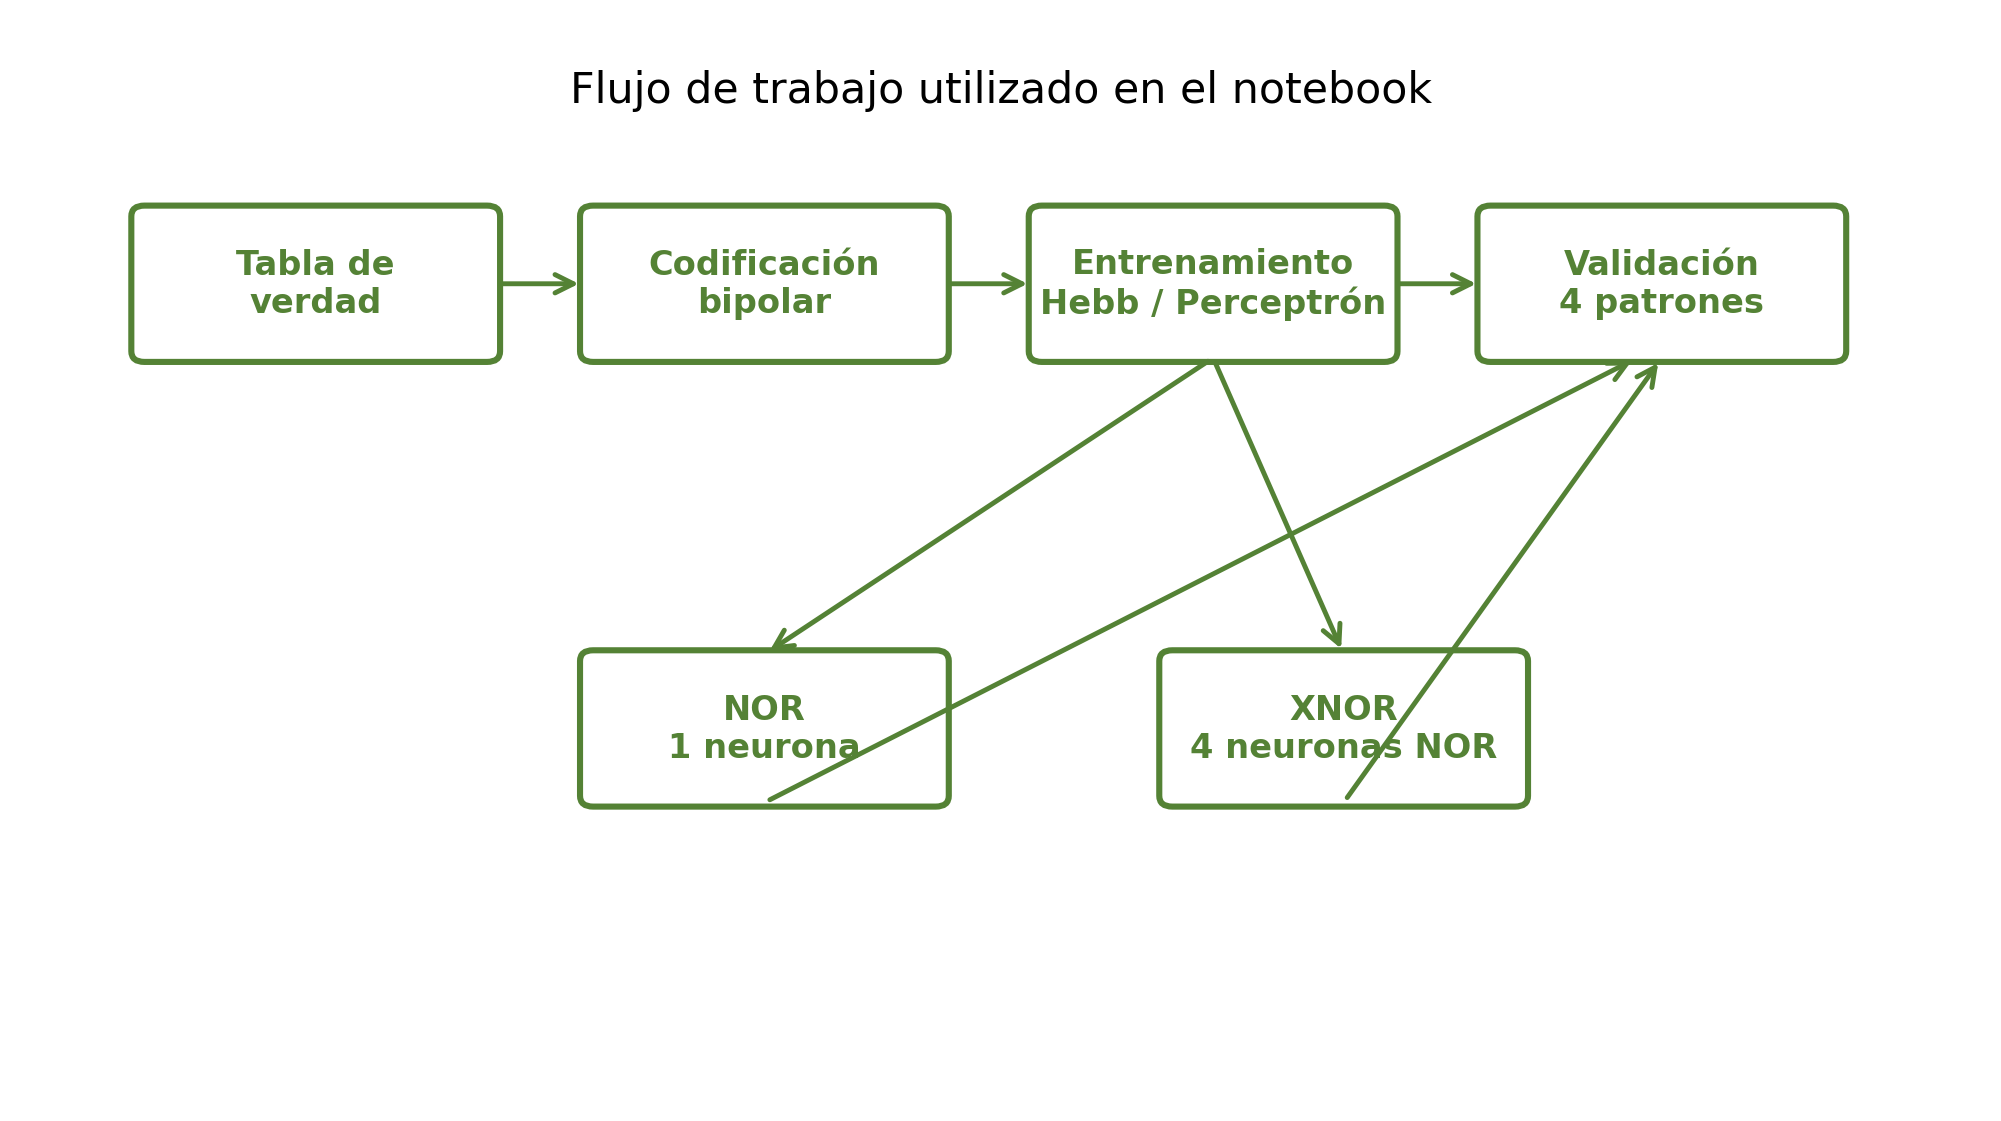 Flujo de trabajo utilizado en el notebook
Tabla de
verdad
Codificación
bipolar
Entrenamiento
Hebb / Perceptrón
Validación
4 patrones
NOR
1 neurona
XNOR
4 neuronas NOR